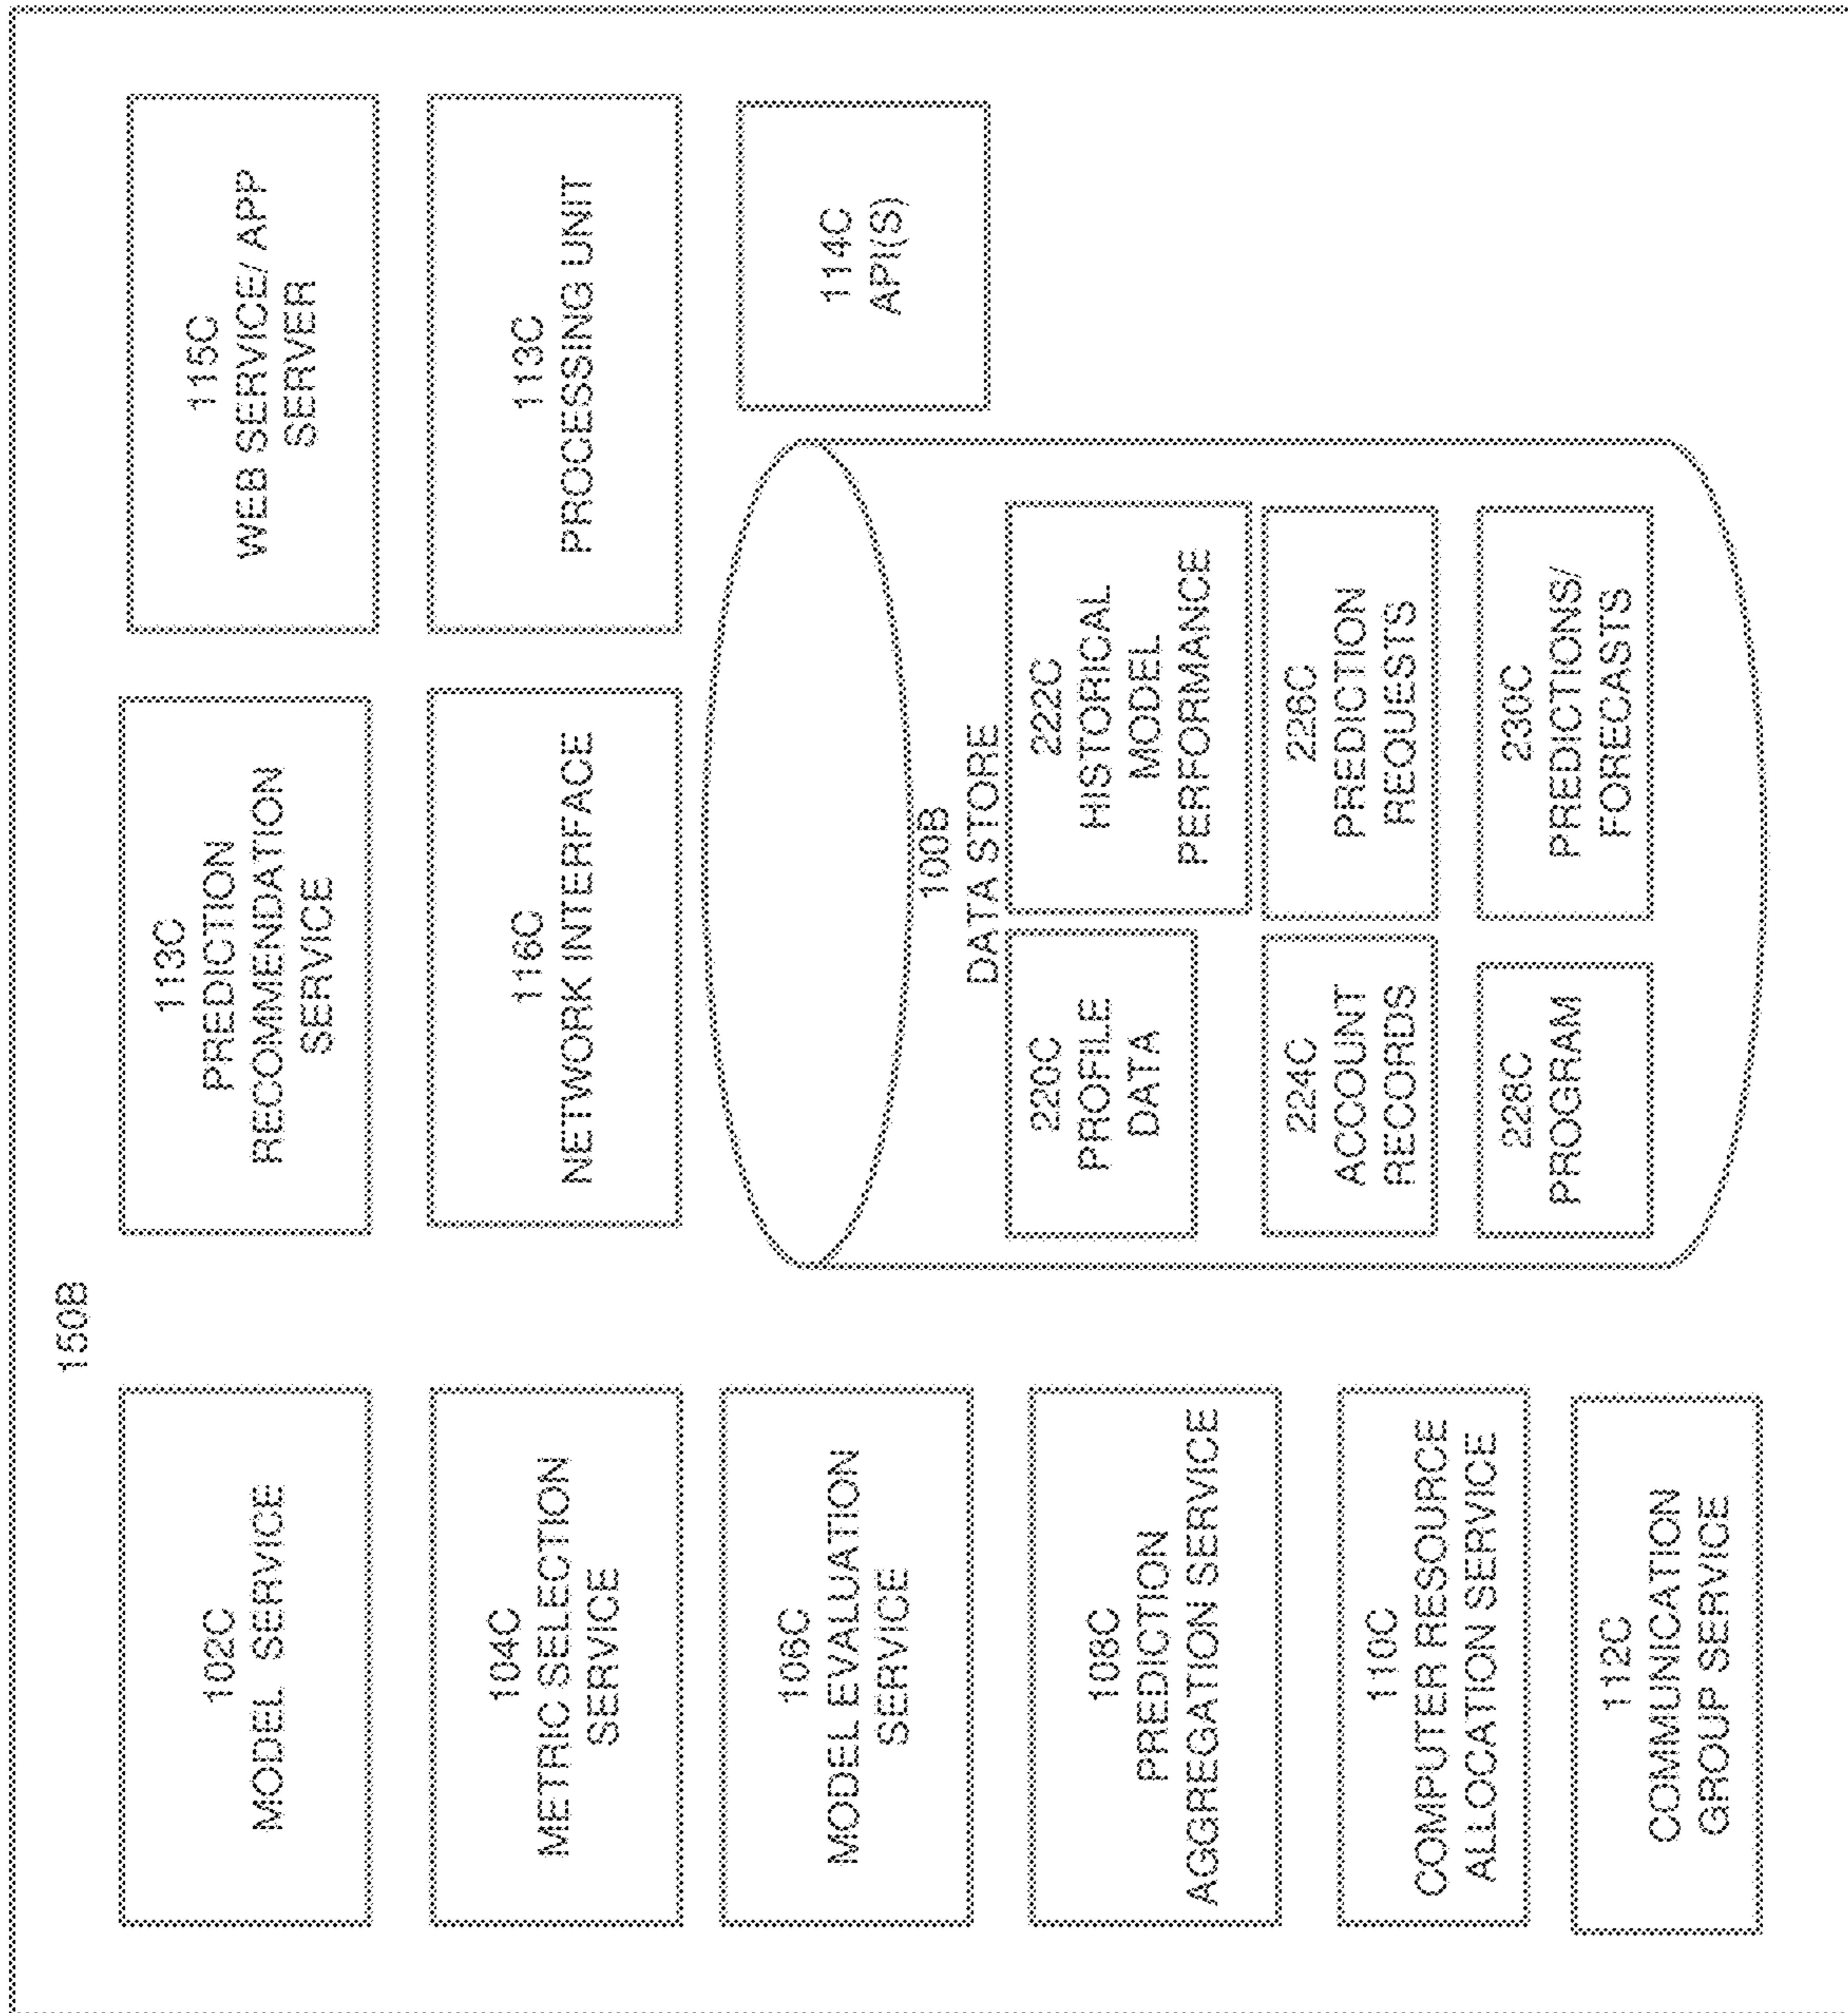 150B
102C
MODEL SERVICE
104C
METRIC SELECTION
SERVICE
106C
MODEL EVALUATION
SERVICE
108C
PREDICTION
AGGREGATION SERVICE
110C
COMPUTER RESOURCE
ALLOCATION SERVICE
112C
COMMUNICATION
GROUP SERVICE
113C
PREDICTION
RECOMMENDATION
SERVICE
116C
NETWORK INTERFACE
115C
WEB SERVICE/ APP
SERVER
113C
PROCESSING UNIT
114C
API(S)
100B
DATA STORE
220C
PROFILE
DATA
222C
HISTORICAL
MODEL
PERFORMANCE
224C
ACCOUNT
RECORDS
226C
PREDICTION
REQUESTS
228C
PROGRAM
230C
PREDICTIONS/
FORECASTS